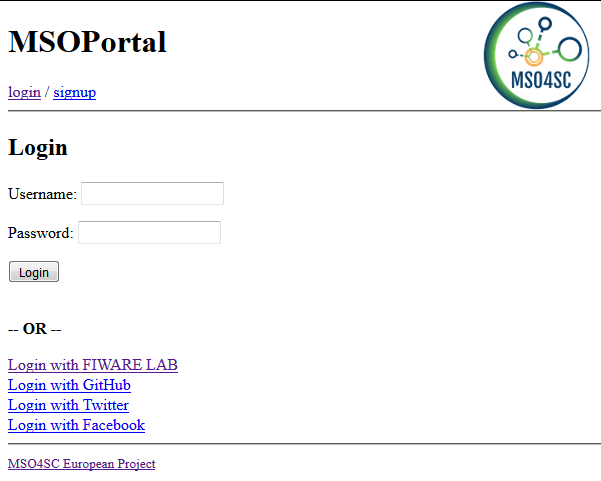 MSOPortal
MSO4SC
login / signup
Login
Username:
Password:
Login
-- OR --
Login with FIWARE LAB
Login with GitHub
Login with Twitter
Login with Facebook
MSO4SC European Project